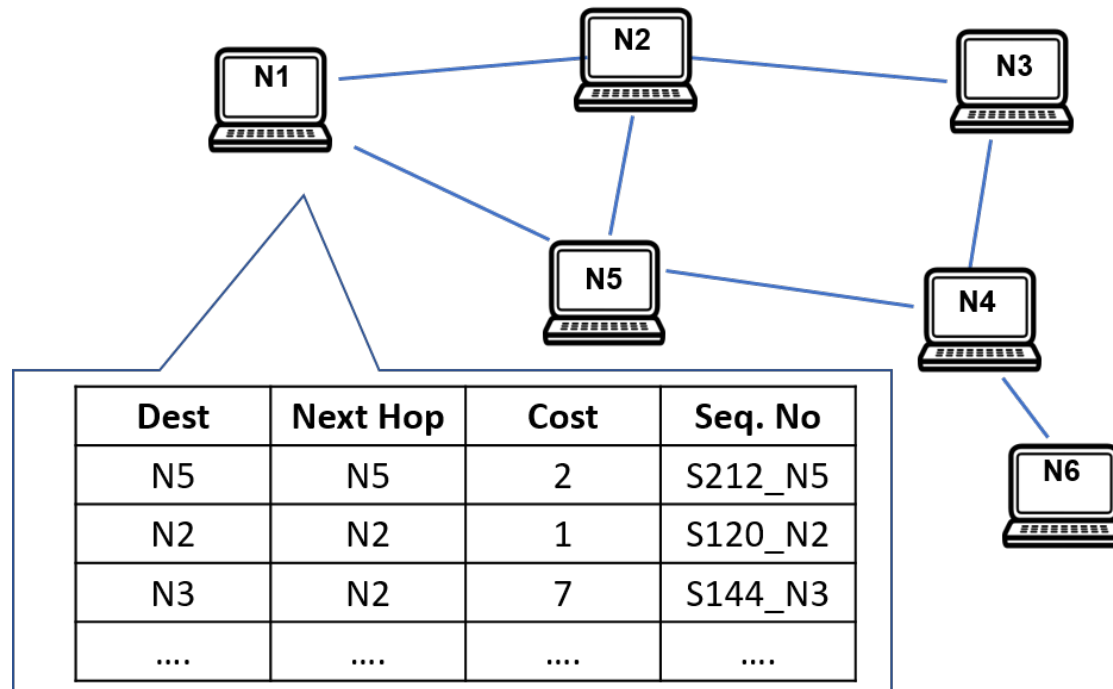 N1
N2
N3
N5
N4
N6
Dest Next Hop Cost Seq. No
N5 N5 2 S212_N5
N2 N2 1 S120_N2
N3 N2 7 S144_N3
.... .... .... ....